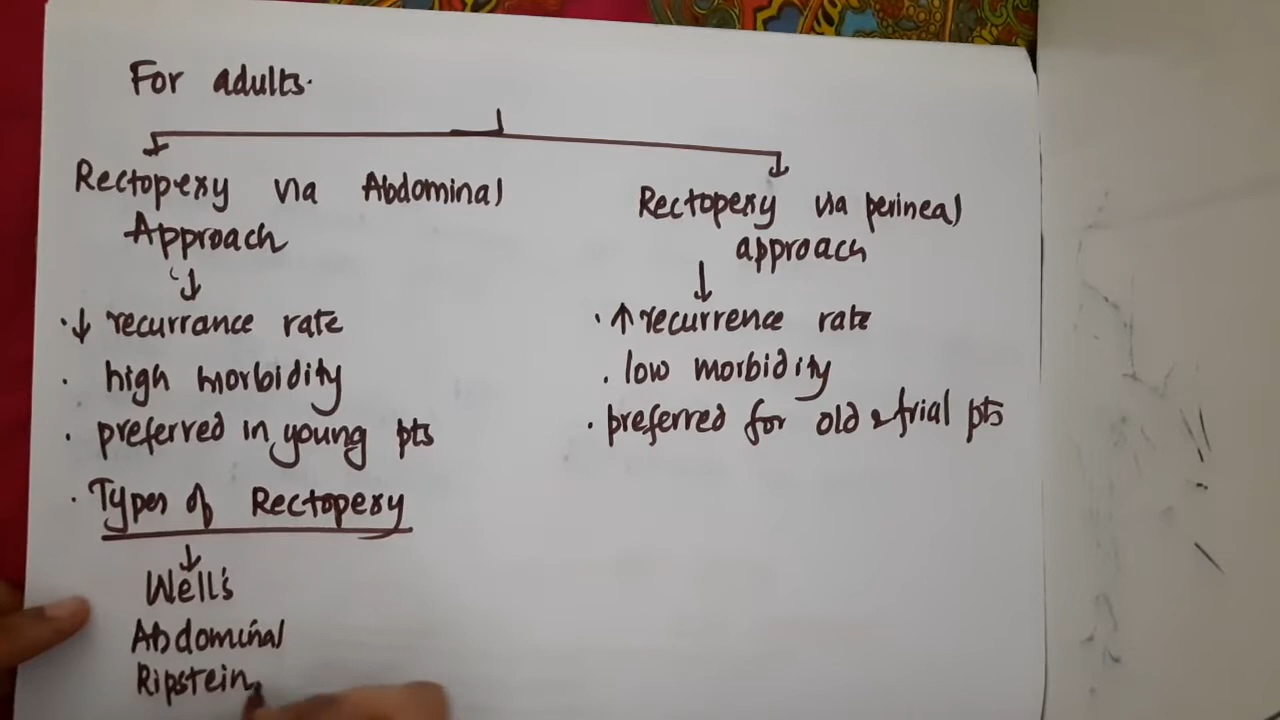 For adults.
Rectopexy via Abdominal
Approach
· ↓ recurrance rate
· high morbidity
· preferred in young pts
· Types of Rectopexy
Well's
Abdominal
Ripstein
Rectopexy via perineal
approach
· ↑ recurrence rate
· low morbidity
· preferred for old & frial pts